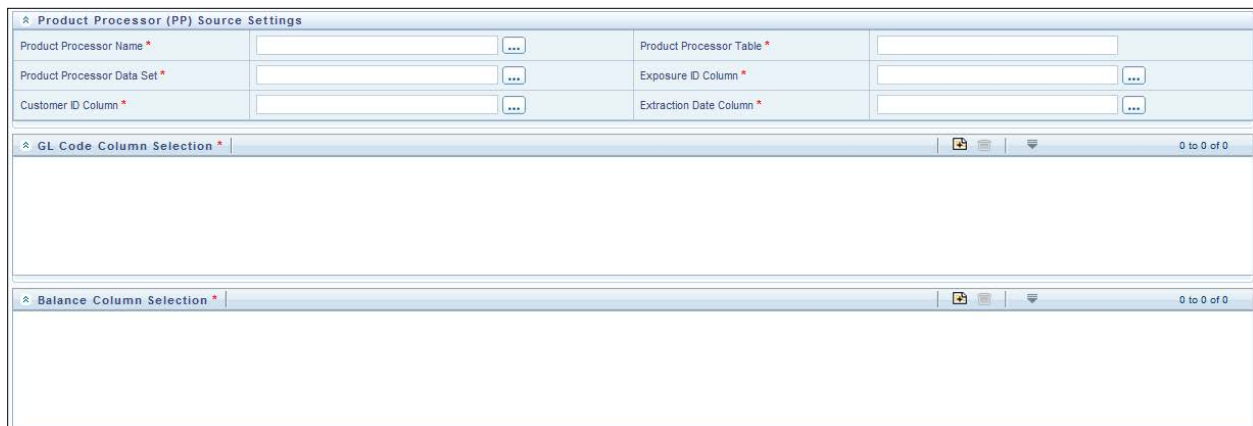 Product Processor (PP) Source Settings
Product Processor Name * ... Product Processor Table *
Product Processor Data Set * ... Exposure ID Column * ...
Customer ID Column * ... Extraction Date Column * ...
GL Code Column Selection * 0 to 0 of 0
Balance Column Selection * 0 to 0 of 0